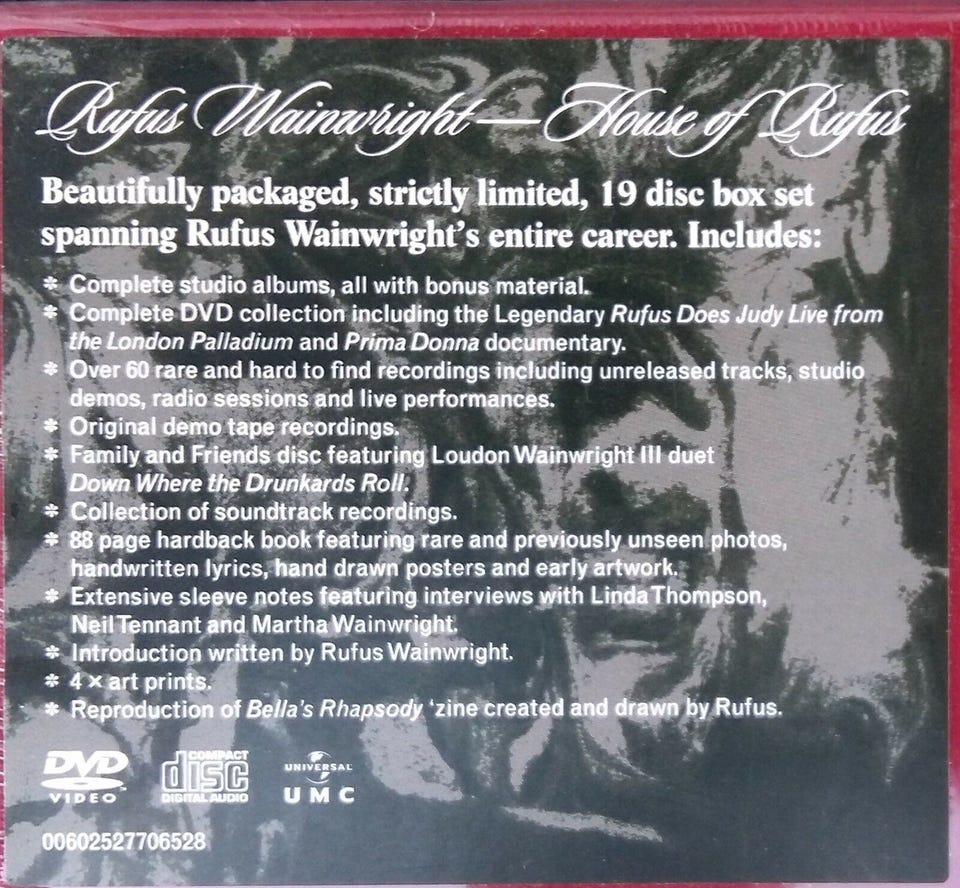 Rufus Wainwright — House of Rufus
Beautifully packaged, strictly limited, 19 disc box set
spanning Rufus Wainwright's entire career. Includes:
* Complete studio albums, all with bonus material.
* Complete DVD collection including the Legendary Rufus Does Judy Live from
the London Palladium and Prima Donna documentary.
* Over 60 rare and hard to find recordings including unreleased tracks, studio
demos, radio sessions and live performances.
* Original demo tape recordings.
* Family and Friends disc featuring Loudon Wainwright III duet
Down Where the Drunkards Roll.
* Collection of soundtrack recordings.
* 88 page hardback book featuring rare and previously unseen photos,
handwritten lyrics, hand drawn posters and early artwork.
* Extensive sleeve notes featuring interviews with Linda Thompson,
Neil Tennant and Martha Wainwright.
* Introduction written by Rufus Wainwright.
* 4 × art prints.
* Reproduction of Bella's Rhapsody 'zine created and drawn by Rufus.
DVD
VIDEO
COMPACT
disc
DIGITAL AUDIO
UNIVERSAL
UMC
00602527706528